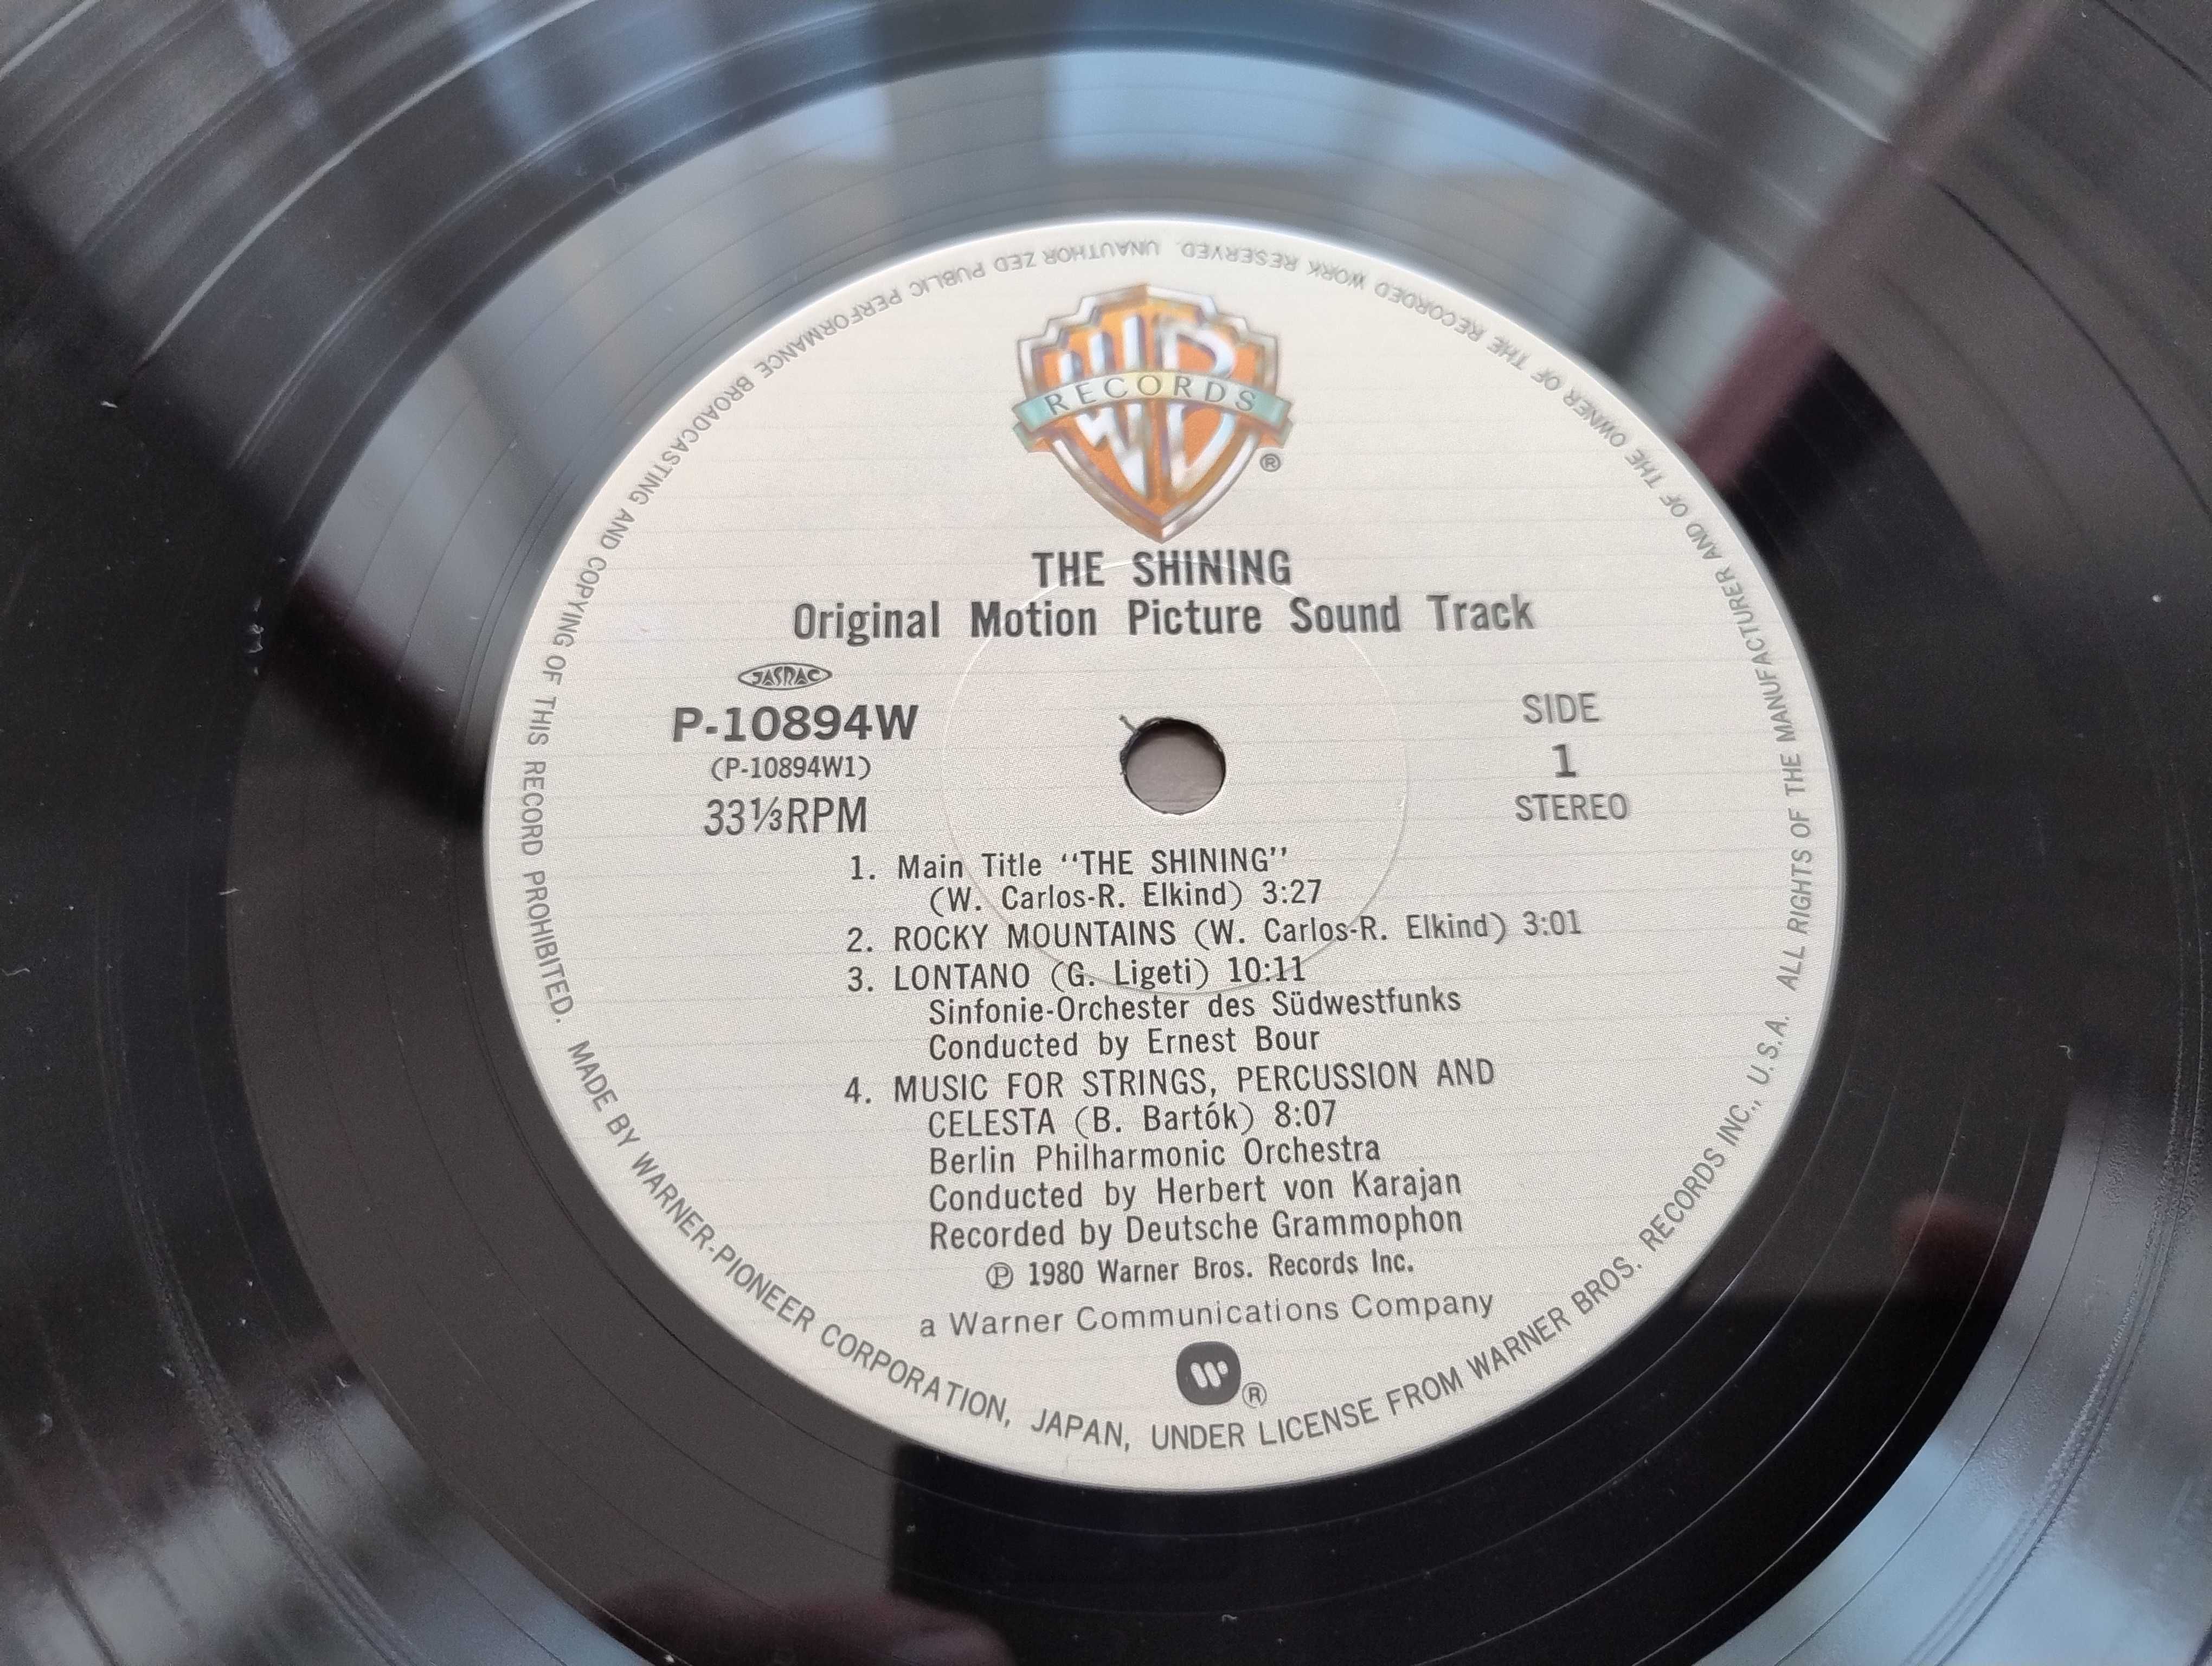 WB
RECORDS
®
THE SHINING
Original Motion Picture Sound Track
JASRAC
P-10894W
(P-10894W1)
33⅓RPM
SIDE
1
STEREO
1. Main Title “THE SHINING”
(W. Carlos-R. Elkind) 3:27
2. ROCKY MOUNTAINS (W. Carlos-R. Elkind) 3:01
3. LONTANO (G. Ligeti) 10:11
Sinfonie-Orchester des Südwestfunks
Conducted by Ernest Bour
4. MUSIC FOR STRINGS, PERCUSSION AND
CELESTA (B. Bartók) 8:07
Berlin Philharmonic Orchestra
Conducted by Herbert von Karajan
Recorded by Deutsche Grammophon
℗ 1980 Warner Bros. Records Inc.
a Warner Communications Company
W®
MADE BY WARNER-PIONEER CORPORATION, JAPAN, UNDER LICENSE FROM WARNER BROS. RECORDS INC., U.S.A. ALL RIGHTS OF THE MANUFACTURER AND OF THE OWNER OF THE RECORDED WORK RESERVED. UNAUTHOR ZED PUBLIC PERFORMANCE BROADCASTING AND COPYING OF THIS RECORD PROHIBITED.